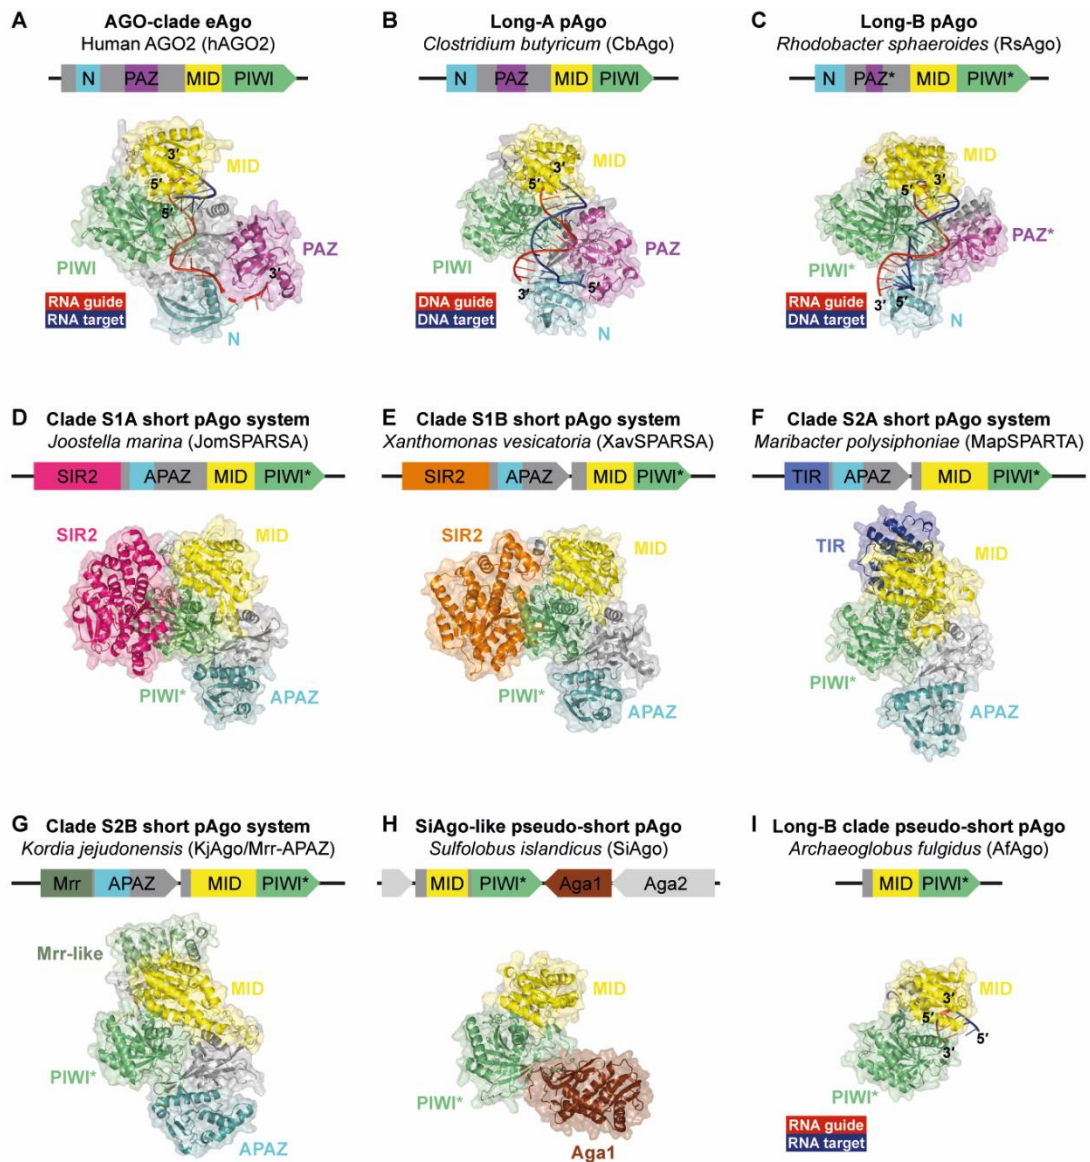 A AGO-clade eAgo
Human AGO2 (hAGO2)
N PAZ MID PIWI
3′
MID
5′
5′
PIWI
PAZ
3′
RNA guide
RNA target
N
B Long-A pAgo
Clostridium butyricum (CbAgo)
N PAZ MID PIWI
MID
3′
5′
PAZ
PIWI
5′
3′
DNA guide
DNA target
N
C Long-B pAgo
Rhodobacter sphaeroides (RsAgo)
N PAZ* MID PIWI*
MID
3′
5′
PAZ*
PIWI*
3′ 5′
RNA guide
DNA target
N
D Clade S1A short pAgo system
Joostella marina (JomSPARSA)
SIR2 APAZ MID PIWI*
SIR2
MID
PIWI*
APAZ
E Clade S1B short pAgo system
Xanthomonas vesicatoria (XavSPARSA)
SIR2 APAZ MID PIWI*
SIR2
MID
PIWI*
APAZ
F Clade S2A short pAgo system
Maribacter polysiphoniae (MapSPARTA)
TIR APAZ MID PIWI*
TIR
MID
PIWI*
APAZ
G Clade S2B short pAgo system
Kordia jejudonensis (KjAgo/Mrr-APAZ)
Mrr APAZ MID PIWI*
Mrr-like
MID
PIWI*
APAZ
H SiAgo-like pseudo-short pAgo
Sulfolobus islandicus (SiAgo)
MID PIWI* Aga1 Aga2
MID
PIWI*
Aga1
I Long-B clade pseudo-short pAgo
Archaeoglobus fulgidus (AfAgo)
MID PIWI*
MID
3′
5′
5′
3′
PIWI*
RNA guide
RNA target